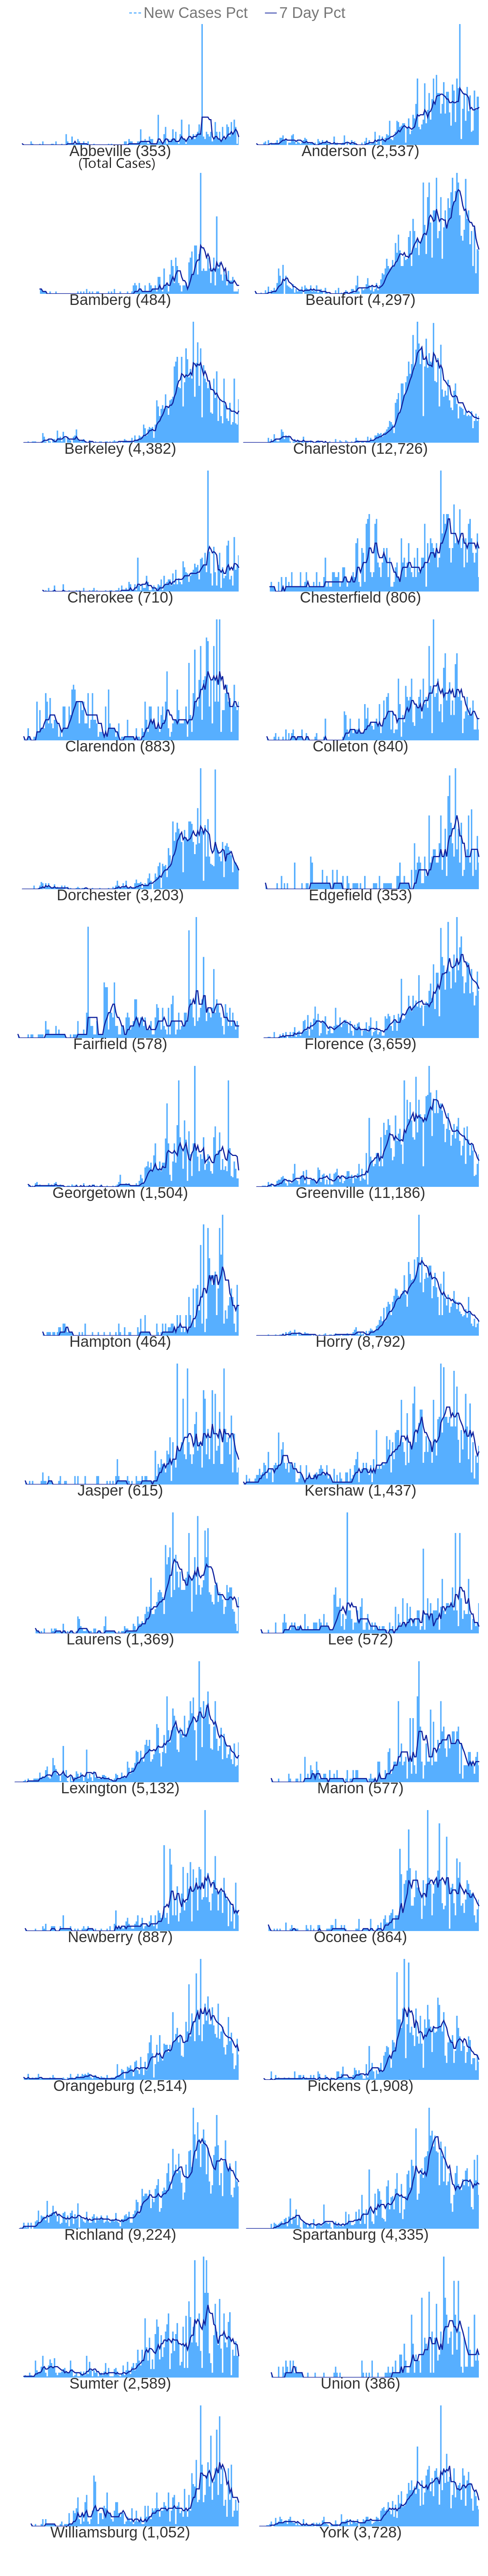 New Cases Pct 7 Day Pct
Abbeville (353) Anderson (2,537)
(Total Cases)
Bamberg (484) Beaufort (4,297)
Berkeley (4,382) Charleston (12,726)
Cherokee (710) Chesterfield (806)
Clarendon (883) Colleton (840)
Dorchester (3,203) Edgefield (353)
Fairfield (578) Florence (3,659)
Georgetown (1,504) Greenville (11,186)
Hampton (464) Horry (8,792)
Jasper (615) Kershaw (1,437)
Laurens (1,369) Lee (572)
Lexington (5,132) Marion (577)
Newberry (887) Oconee (864)
Orangeburg (2,514) Pickens (1,908)
Richland (9,224) Spartanburg (4,335)
Sumter (2,589) Union (386)
Williamsburg (1,052) York (3,728)